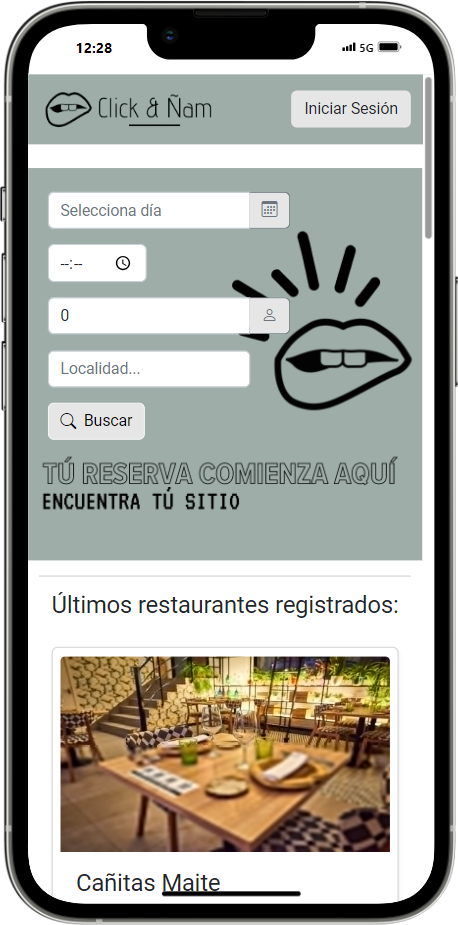 12:28
5G
Click & Ñam
Iniciar Sesión
Selecciona día
--:--
0
Localidad...
Buscar
TÚ RESERVA COMIENZA AQUÍ
ENCUENTRA TÚ SITIO
Últimos restaurantes registrados:
Cañitas Maite